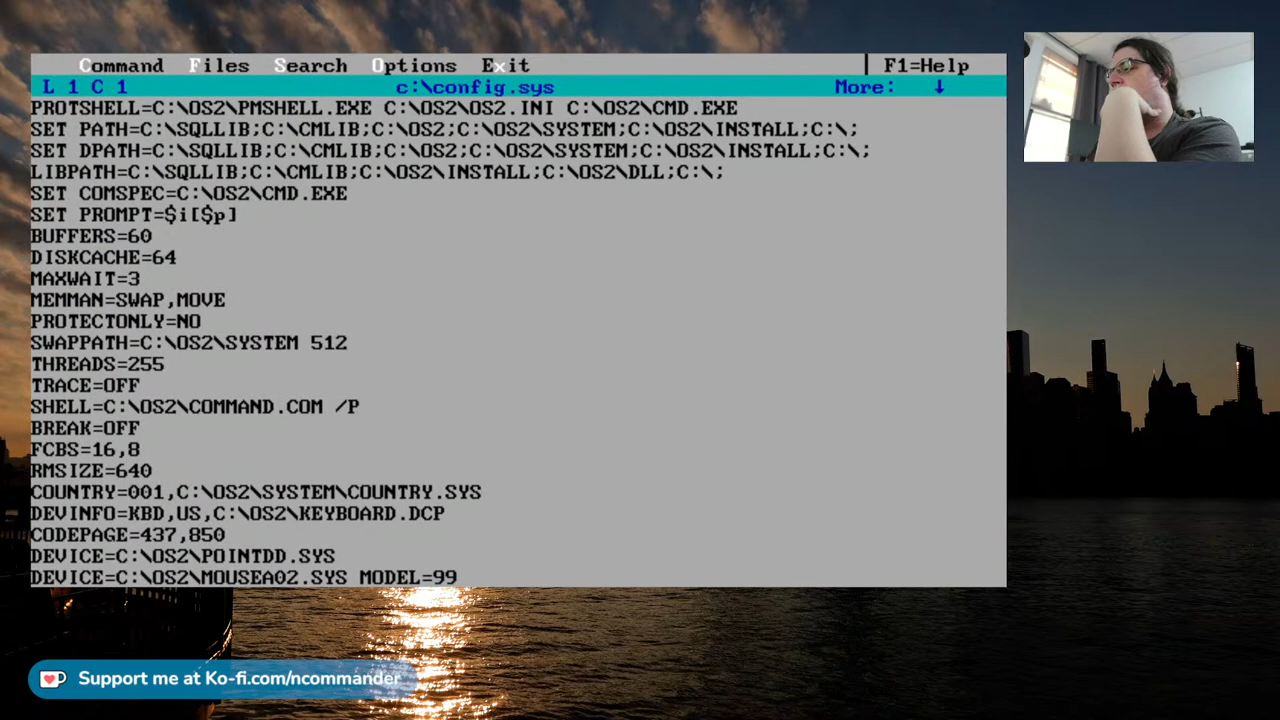 Command Files Search Options Exit | F1=Help
L 1 C 1 c:\config.sys More: ↓
PROTSHELL=C:\OS2\PMSHELL.EXE C:\OS2\OS2.INI C:\OS2\CMD.EXE
SET PATH=C:\SQLLIB;C:\CMLIB;C:\OS2;C:\OS2\SYSTEM;C:\OS2\INSTALL;C:\;
SET DPATH=C:\SQLLIB;C:\CMLIB;C:\OS2;C:\OS2\SYSTEM;C:\OS2\INSTALL;C:\;
LIBPATH=C:\SQLLIB;C:\CMLIB;C:\OS2\INSTALL;C:\OS2\DLL;C:\;
SET COMSPEC=C:\OS2\CMD.EXE
SET PROMPT=$i[$p]
BUFFERS=60
DISKCACHE=64
MAXWAIT=3
MEMMAN=SWAP,MOVE
PROTECTONLY=NO
SWAPPATH=C:\OS2\SYSTEM 512
THREADS=255
TRACE=OFF
SHELL=C:\OS2\COMMAND.COM /P
BREAK=OFF
FCBS=16,8
RMSIZE=640
COUNTRY=001,C:\OS2\SYSTEM\COUNTRY.SYS
DEVINFO=KBD,US,C:\OS2\KEYBOARD.DCP
CODEPAGE=437,850
DEVICE=C:\OS2\POINTDD.SYS
DEVICE=C:\OS2\MOUSEA02.SYS MODEL=99
Support me at Ko-fi.com/ncommander